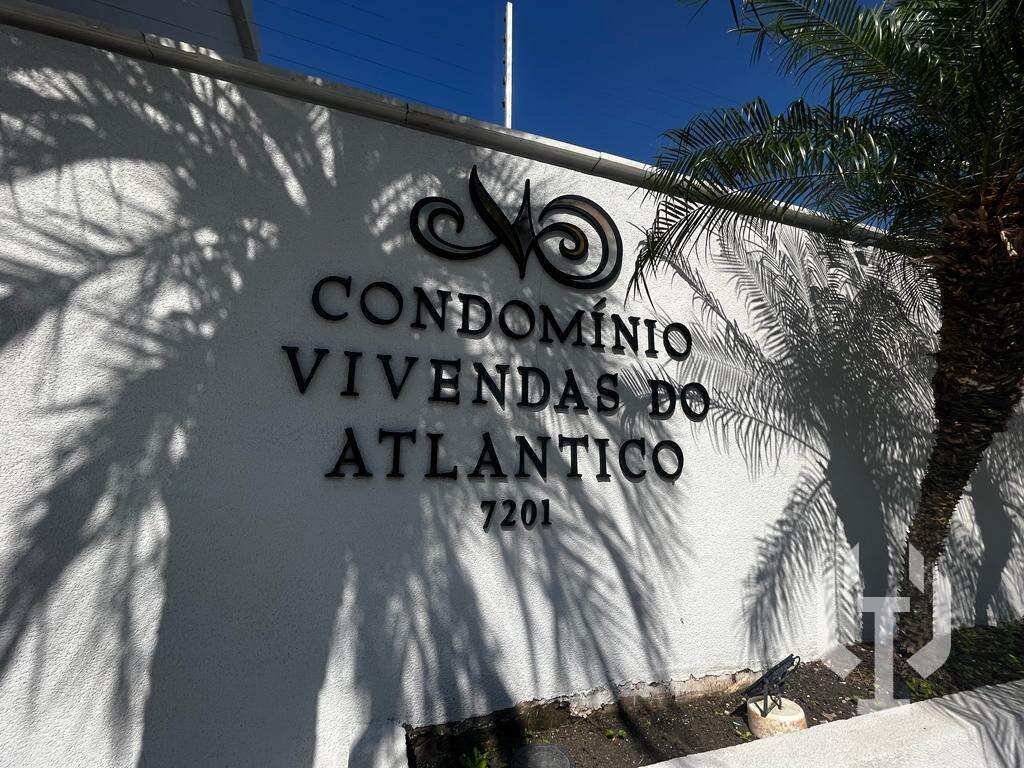 CONDOMÍNIO
VIVENDAS DO
ATLANTICO
7201